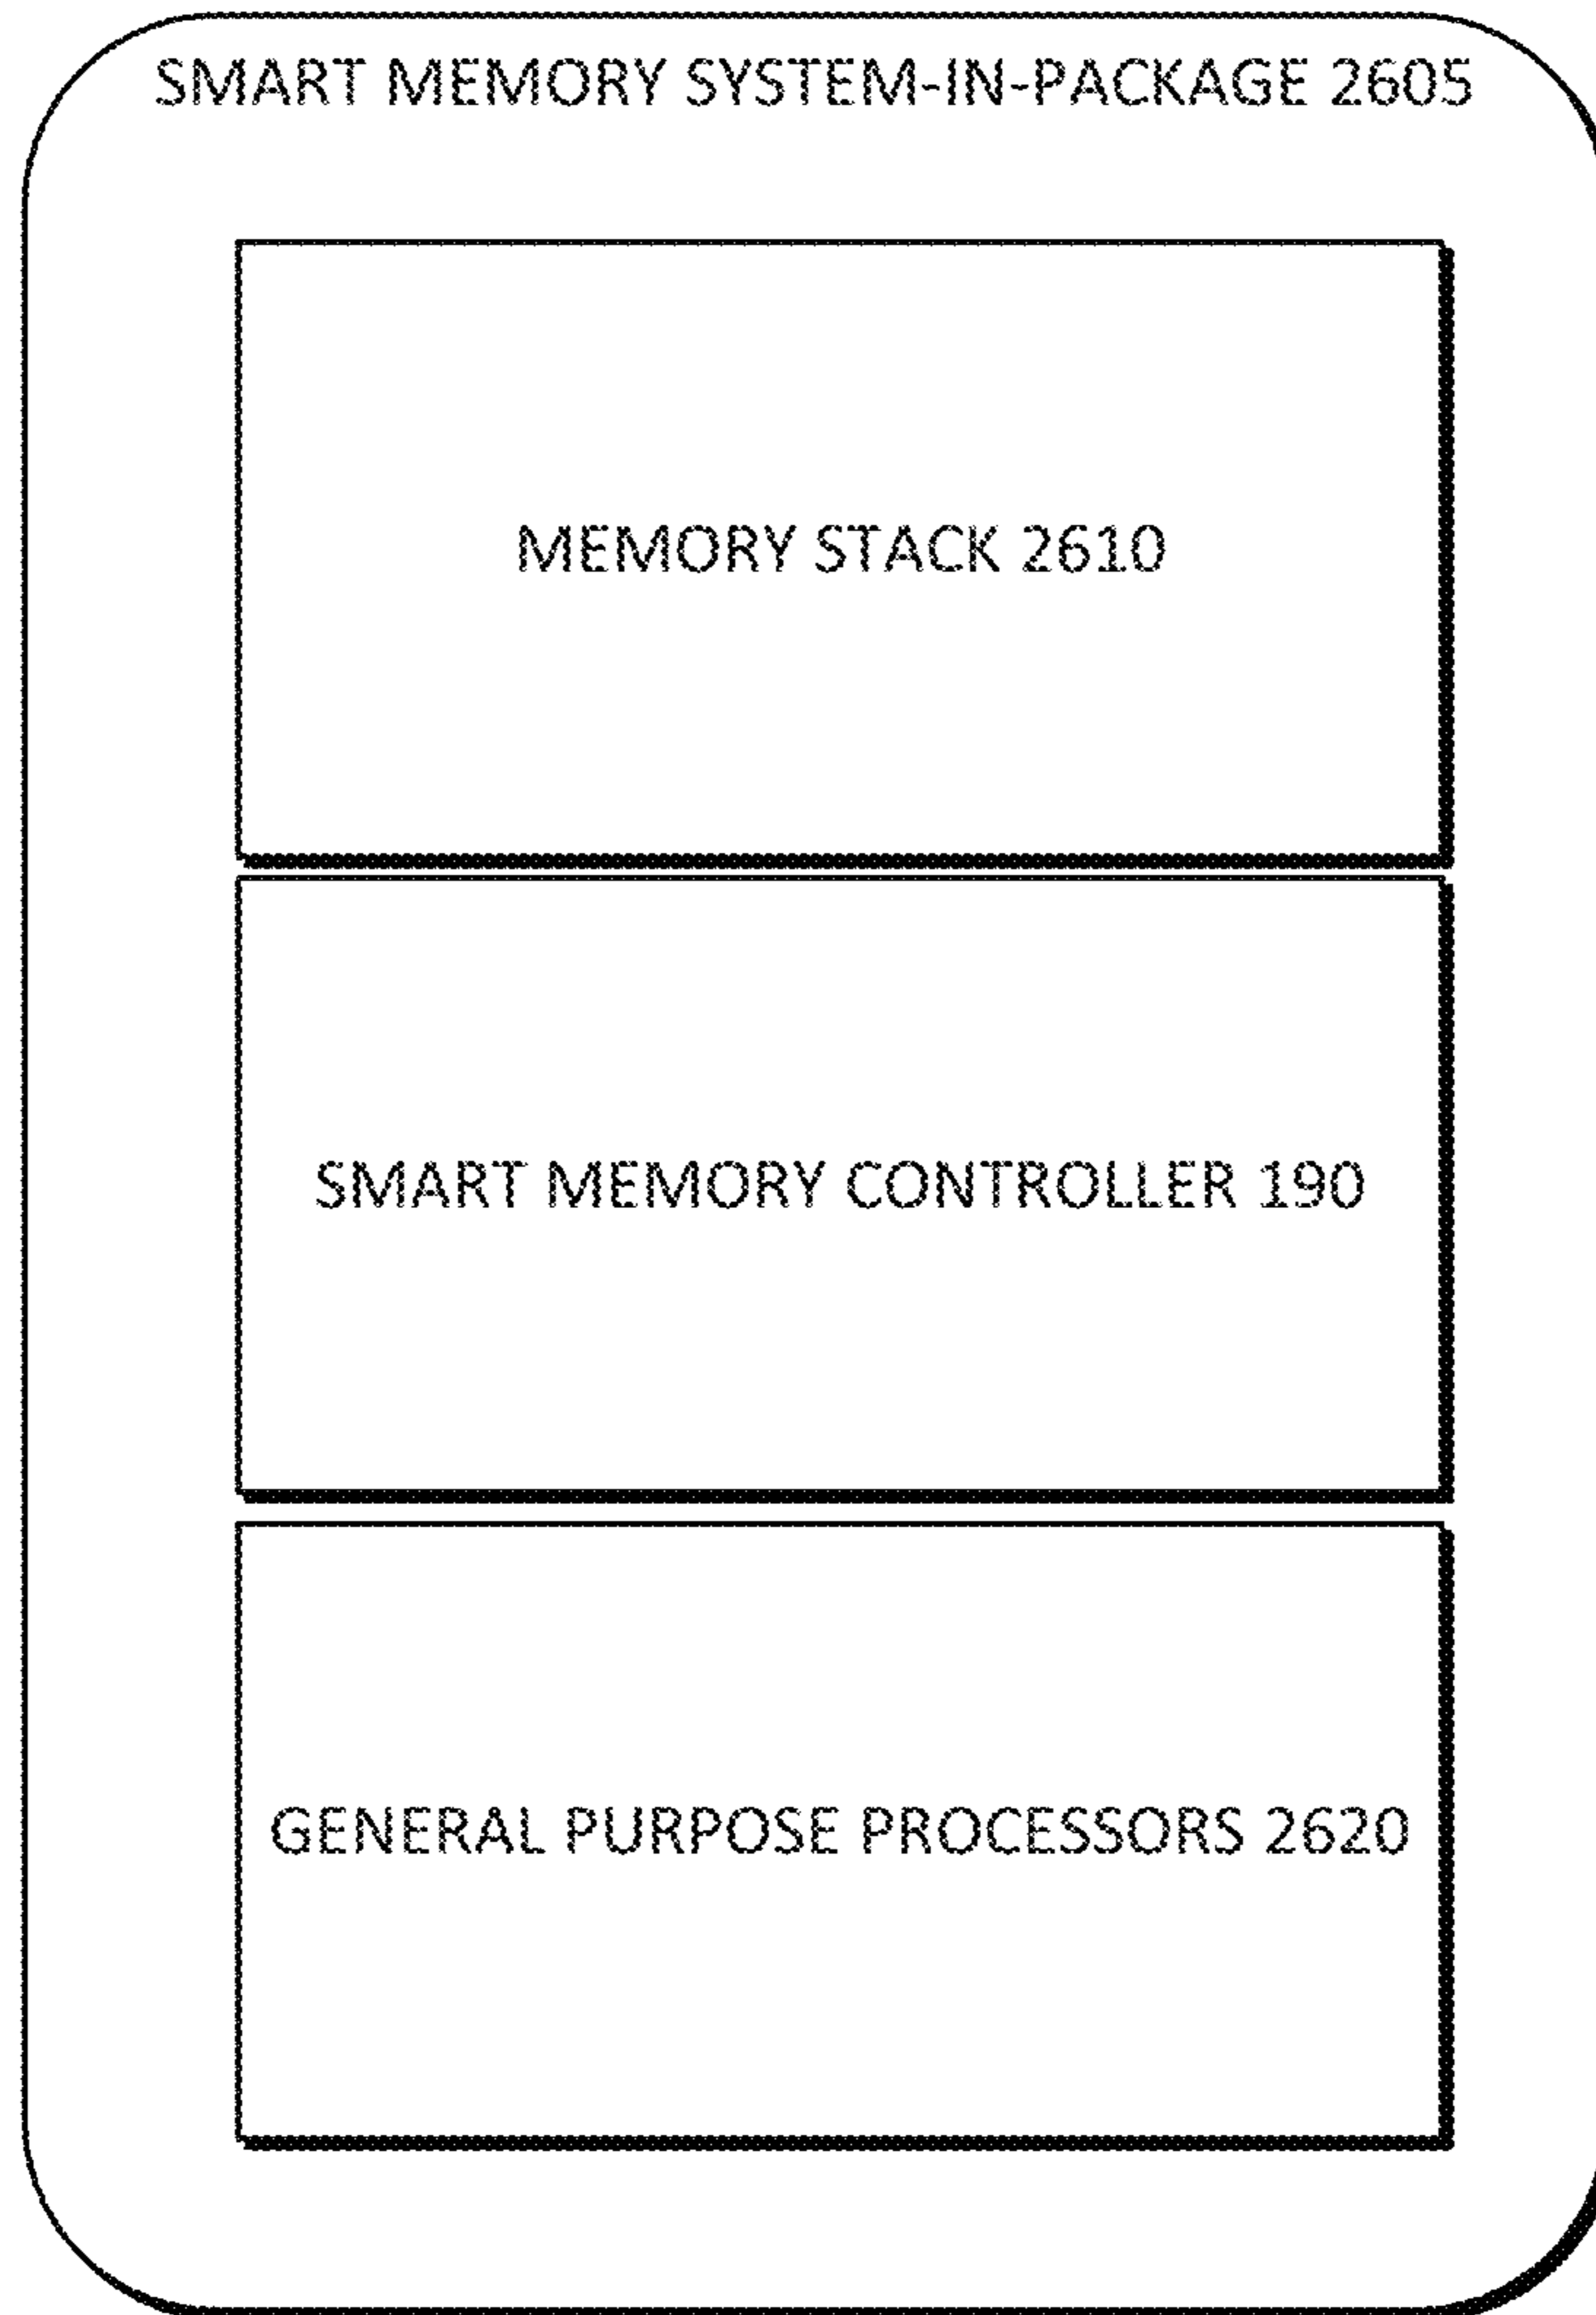 SMART MEMORY SYSTEM-IN-PACKAGE 2605
MEMORY STACK 2610
SMART MEMORY CONTROLLER 190
GENERAL PURPOSE PROCESSORS 2620